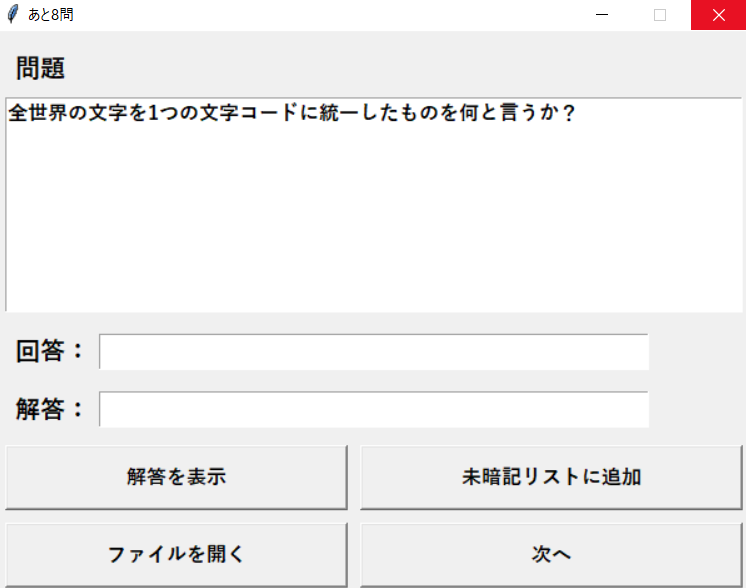 あと8問
問題
全世界の文字を1つの文字コードに統一したものを何と言うか？
回答：
解答：
解答を表示
未暗記リストに追加
ファイルを開く
次へ